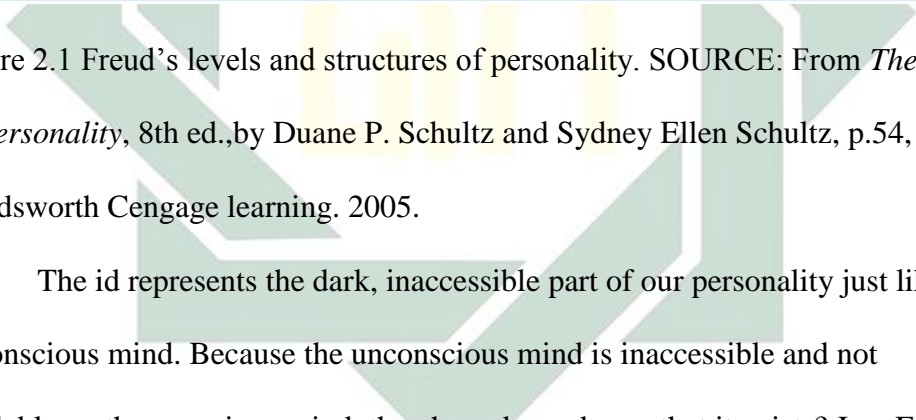 re 2.1 Freud’s levels and structures of personality. SOURCE: From The
ersonality, 8th ed.,by Duane P. Schultz and Sydney Ellen Schultz, p.54,
dsworth Cengage learning. 2005.
The id represents the dark, inaccessible part of our personality just li
onscious mind. Because the unconscious mind is inaccessible and not